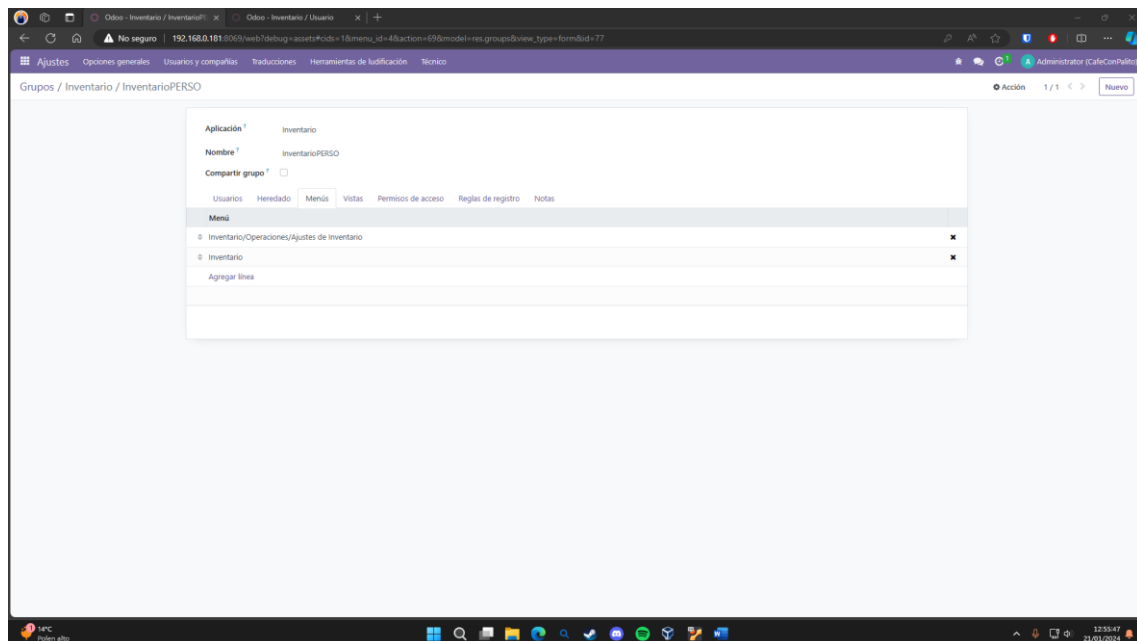 Odoo - Inventario / InventarioPE
Odoo - Inventario / Usuario
No seguro
192.168.0.181:8069/web?debug=assets#cids=1&menu_id=4&action=69&model=res.groups&view_type=form&id=77
Ajustes Opciones generales Usuarios y compañías Traducciones Herramientas de ludificación Técnico
1 A Administrator (CafeConPalito)
Grupos / Inventario / InventarioPERSO
Acción 1 / 1 Nuevo
Aplicación ? Inventario
Nombre ? InventarioPERSO
Compartir grupo ?
Usuarios Heredado Menús Vistas Permisos de acceso Reglas de registro Notas
Menú
Inventario/Operaciones/Ajustes de Inventario
Inventario
Agregar línea
1 14°C
Polen alto
12:55:47
21/01/2024